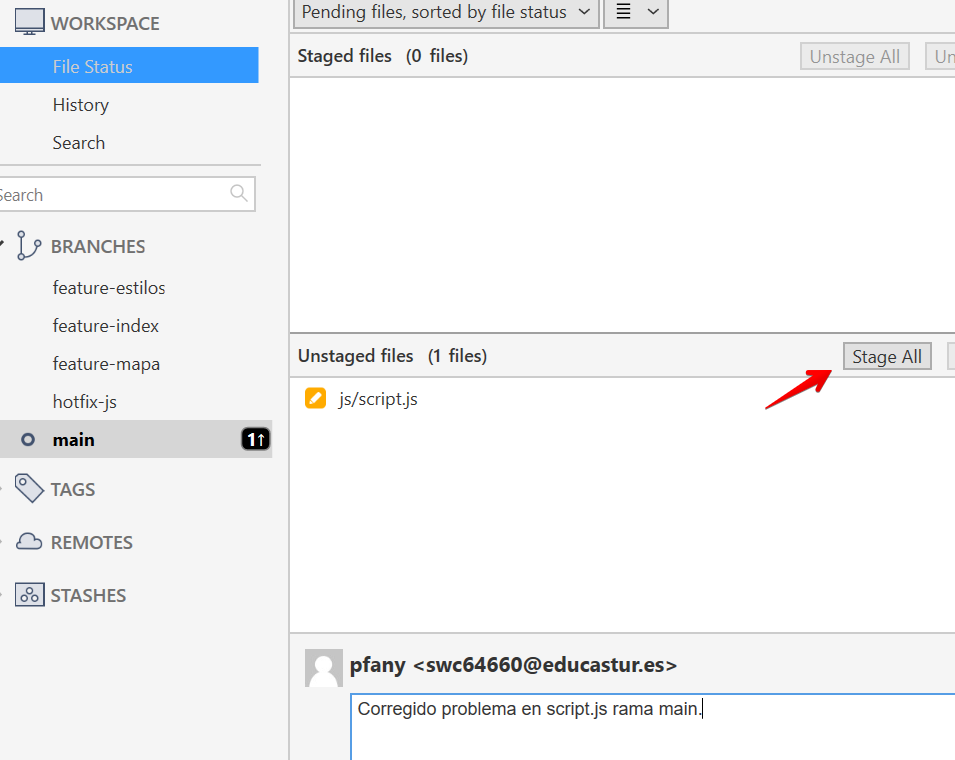 WORKSPACE
File Status
History
Search
Search
BRANCHES
feature-estilos
feature-index
feature-mapa
hotfix-js
main 1↑
TAGS
REMOTES
STASHES
Pending files, sorted by file status
Staged files (0 files) Unstage All Un
Unstaged files (1 files) Stage All
js/script.js
pfany <swc64660@educastur.es>
Corregido problema en script.js rama main.